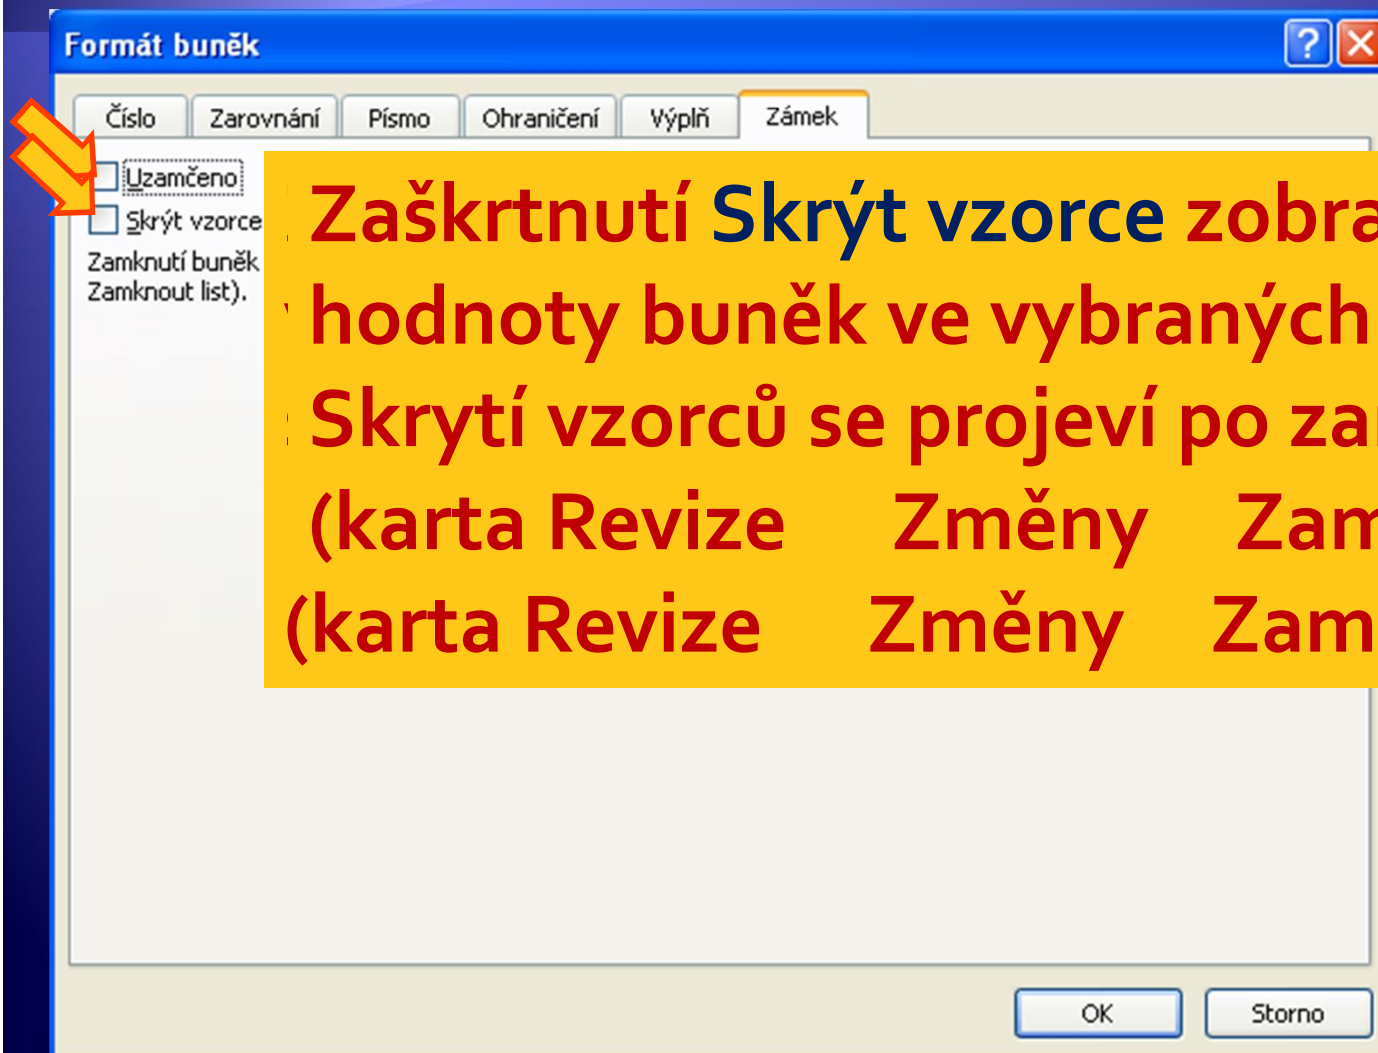 Formát buněk
Číslo Zarovnání Písmo Ohraničení Výplň Zámek
Uzamčeno
Skrýt vzorce
Zamknutí buněk
Zamknout list).
Zaškrtnutí Skrýt vzorce zobra
hodnoty buněk ve vybraných
Skrytí vzorců se projeví po za
(karta Revize Změny Zam
(karta Revize Změny Zam
OK Storno